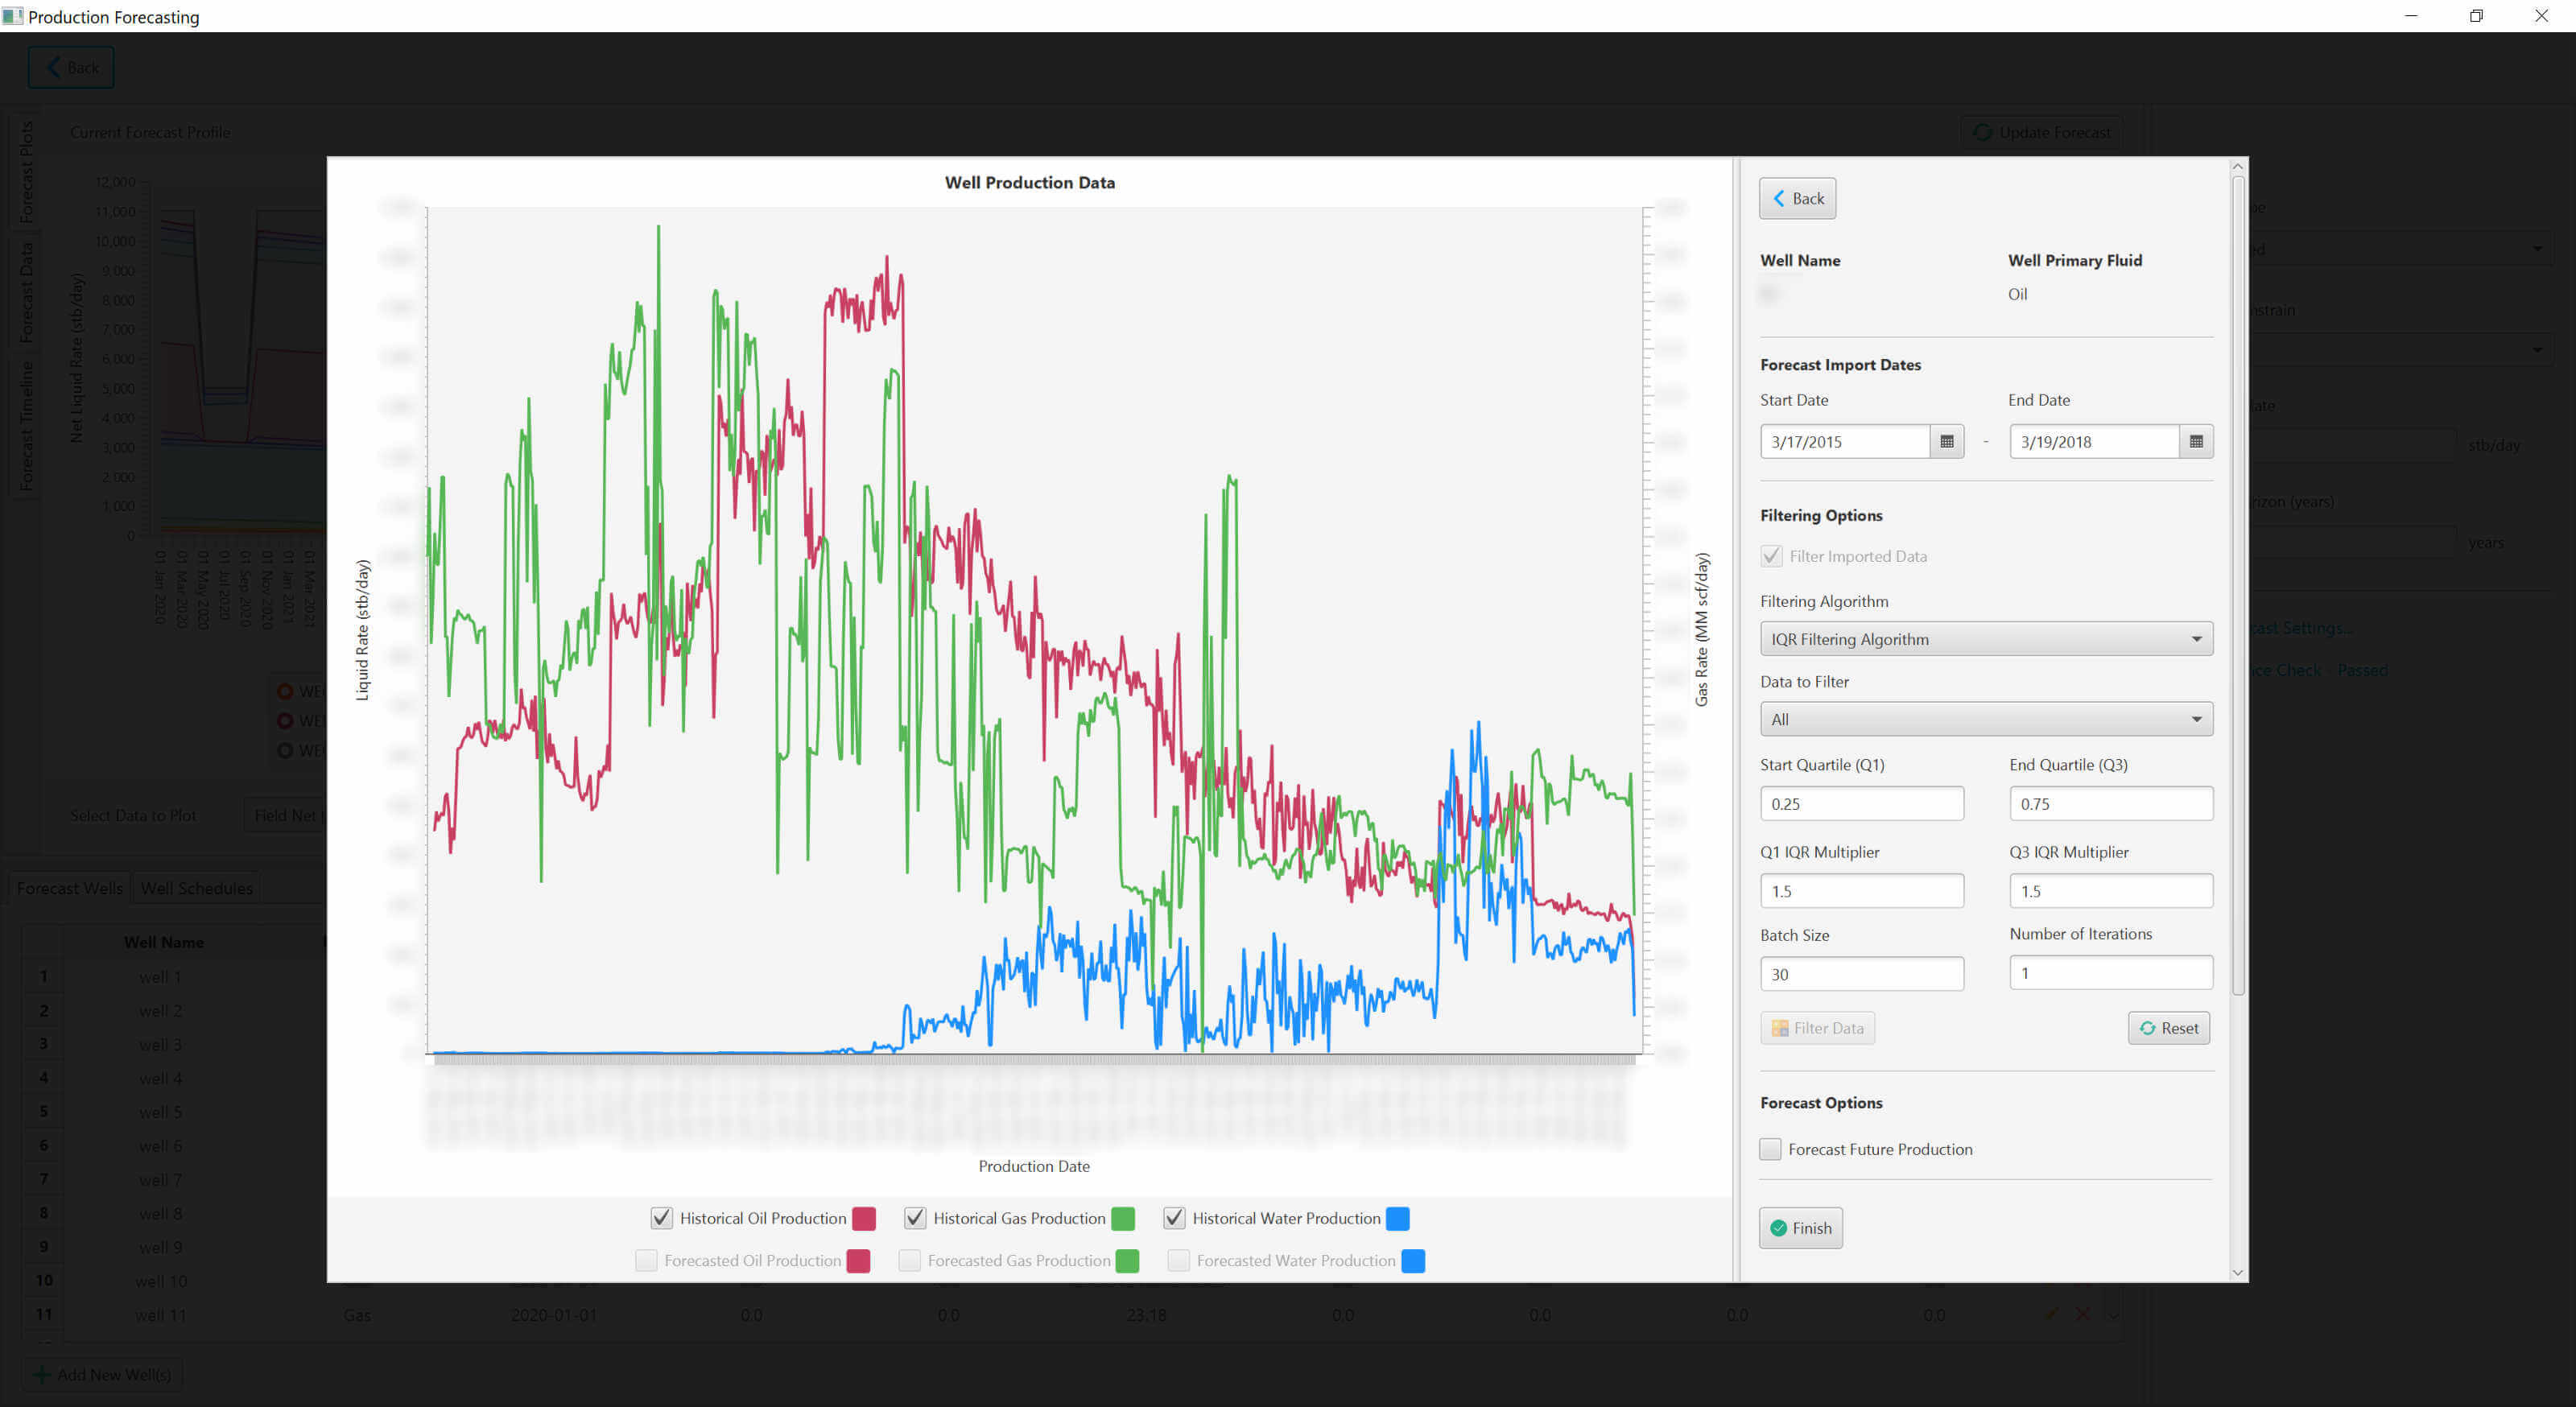 Production Forecasting
Back
Current Forecast Profile
Update Forecast
Forecast Plots
Forecast Data
Forecast Timeline
Net Liquid Rate (stb/day)
12,000
11,000
10,000
9,000
8,000
7,000
6,000
5,000
4,000
3,000
2,000
1,000
0
01 Jan 2020
01 Mar 2020
01 May 2020
01 Jul 2020
01 Sep 2020
01 Nov 2020
01 Jan 2021
01 Mar 2021
Select Data to Plot
Field Net
Well Production Data
Liquid Rate (stb/day)
Gas Rate (MM scf/day)
Production Date
Historical Oil Production
Historical Gas Production
Historical Water Production
Forecasted Oil Production
Forecasted Gas Production
Forecasted Water Production
Back
Well Name
Well Primary Fluid
Oil
Forecast Import Dates
Start Date
End Date
3/17/2015 - 3/19/2018
Filtering Options
Filter Imported Data
Filtering Algorithm
IQR Filtering Algorithm
Data to Filter
All
Start Quartile (Q1)
End Quartile (Q3)
0.25
0.75
Q1 IQR Multiplier
Q3 IQR Multiplier
1.5
1.5
Batch Size
Number of Iterations
30
1
Filter Data
Reset
Forecast Options
Forecast Future Production
Finish
stb/day
(years)
years
Settings...
Check - Passed
Forecast Wells
Well Schedules
Well Name
1 well 1
2 well 2
3 well 3
4 well 4
5 well 5
6 well 6
7 well 7
8 well 8
9 well 9
10 well 10
11 well 11 Gas 2020-01-01 0.0 0.0 23.18 0.0 0.0 0.0 0.0
Add New Well(s)